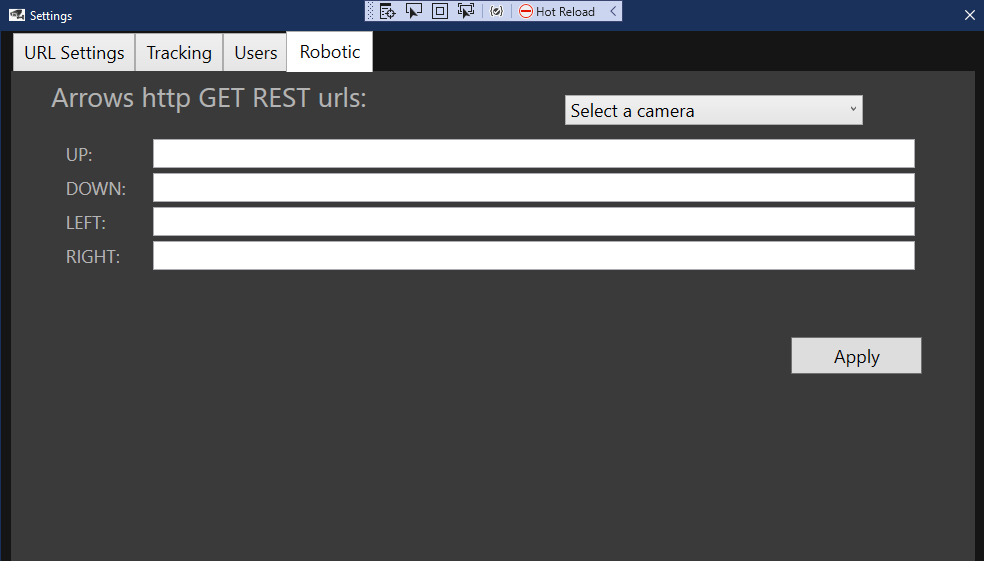 Settings
Hot Reload
URL Settings Tracking Users Robotic
Arrows http GET REST urls:
Select a camera
UP:
DOWN:
LEFT:
RIGHT:
Apply